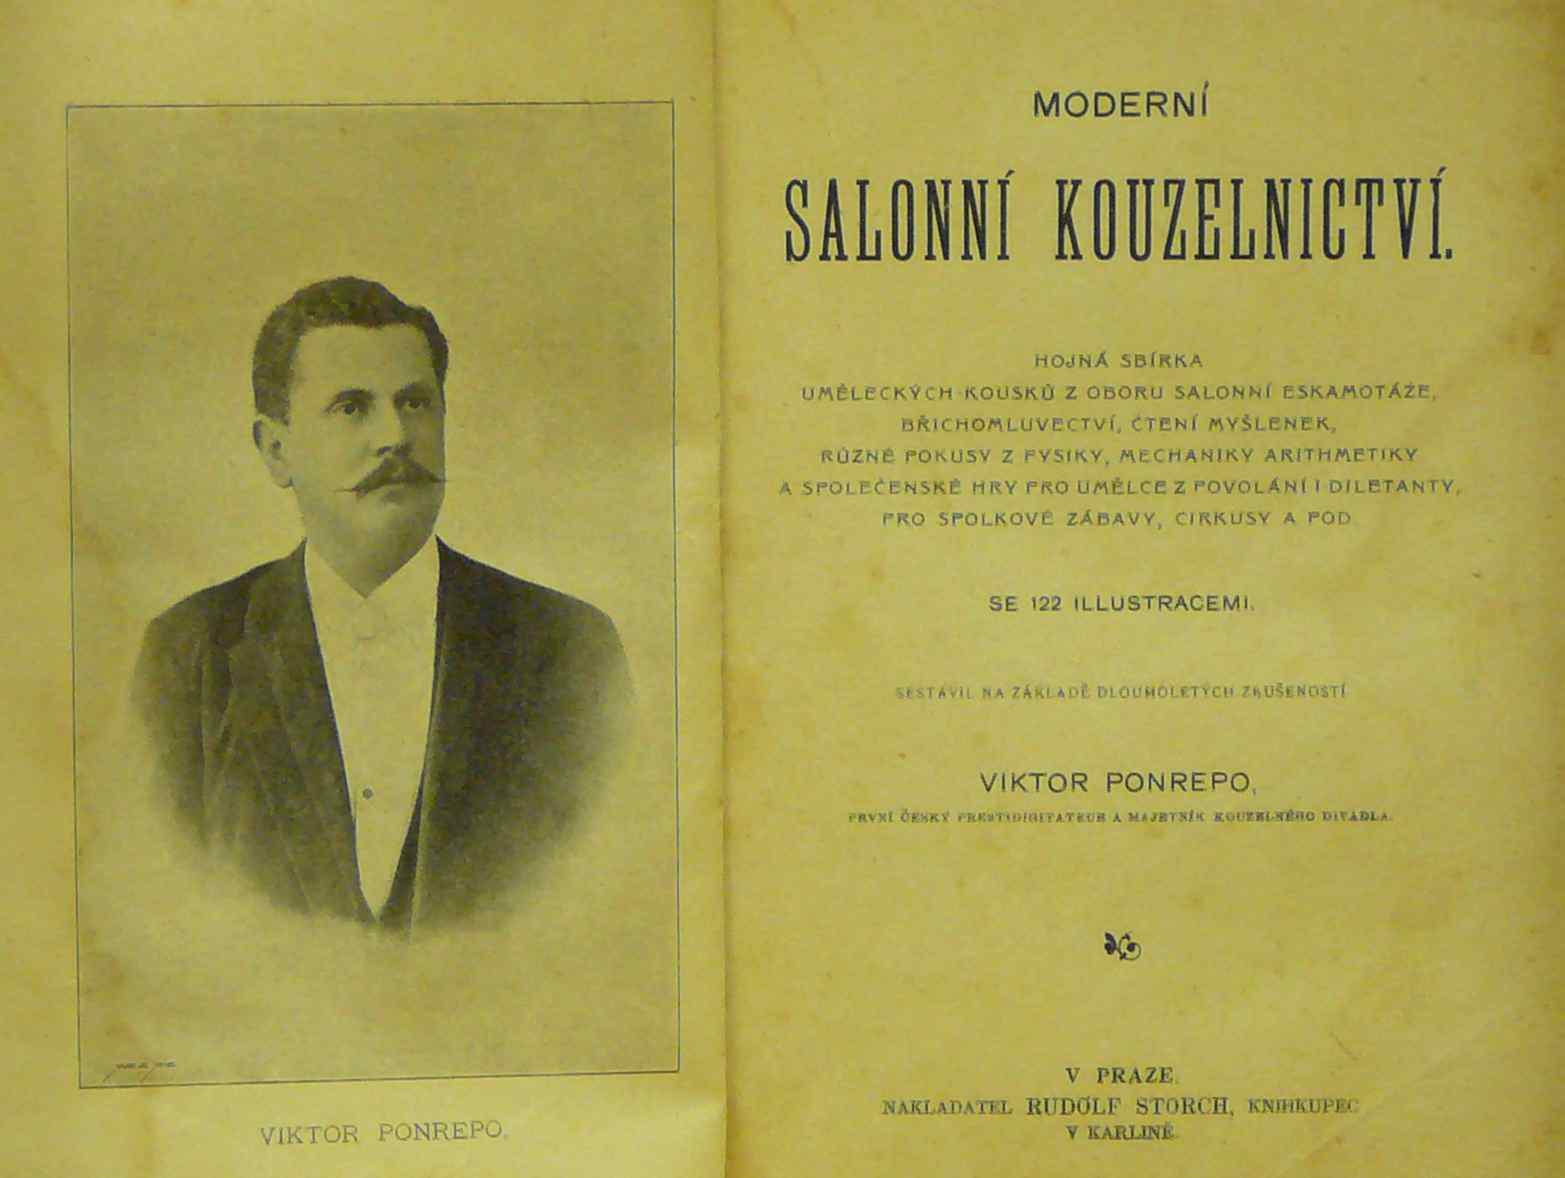 VIKTOR PONREPO.
MODERNÍ
SALONNÍ KOUZELNICTVÍ.
HOJNÁ SBÍRKA
UMĚLECKÝCH KOUSKŮ Z OBORU SALONNÍ ESKAMOTÁŽE,
BŘICHOMLUVECTVÍ, ČTENÍ MYŠLENEK,
RŮZNÉ POKUSY Z FYSIKY, MECHANIKY ARITHMETIKY
A SPOLEČENSKÉ HRY PRO UMĚLCE Z POVOLÁNÍ I DILETANTY,
PRO SPOLKOVÉ ZÁBAVY, CIRKUSY A POD
SE 122 ILLUSTRACEMI.
SESTAVIL NA ZÁKLADĚ DLOUHOLETÝCH ZKUŠENOSTÍ
VIKTOR PONREPO,
PRVNÍ ČESKÝ PRESTIDIGITATEUR A MAJETNÍK KOUZELNÉHO DIVADLA.
V PRAZE.
NAKLADATEL RUDOLF STORCH, KNIHKUPEC
V KARLÍNĚ.